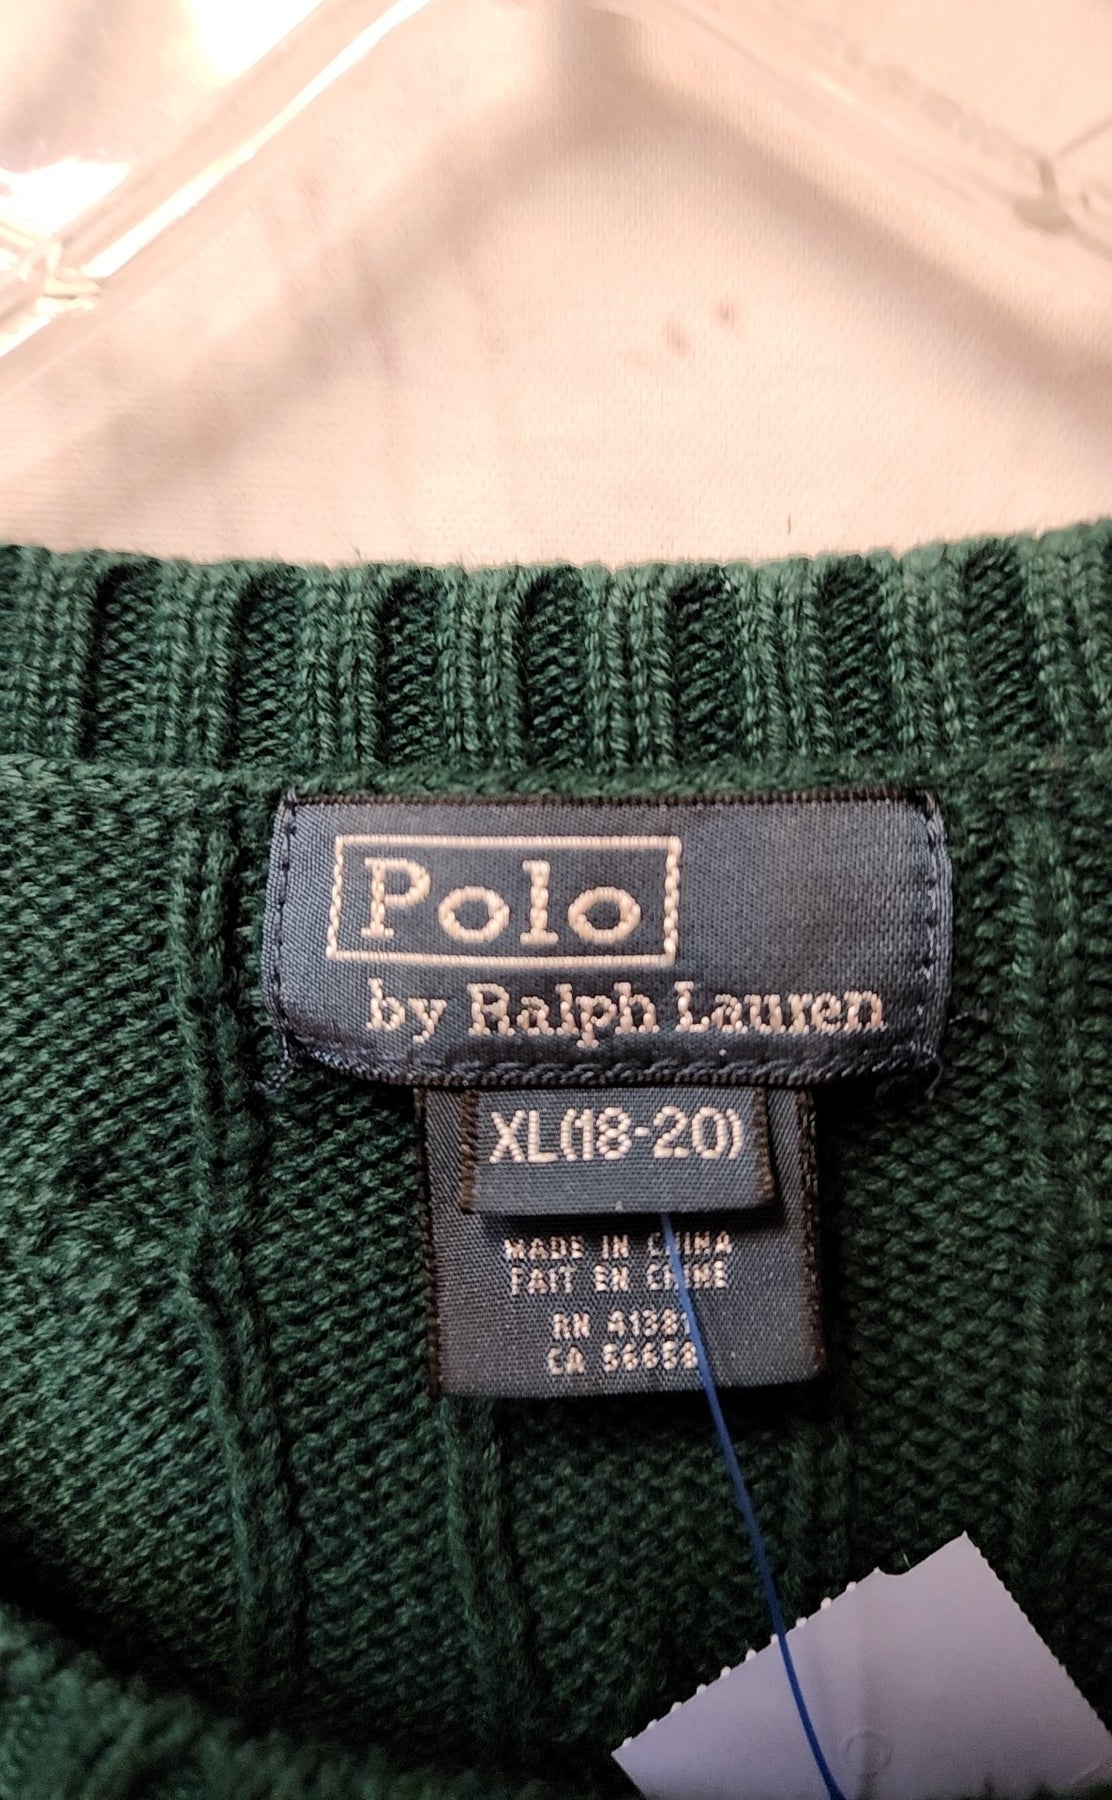 Polo
by Ralph Lauren
XL(18-20)
MADE IN CHINA
FAIT EN CHINE
RN 41381
CA 56658